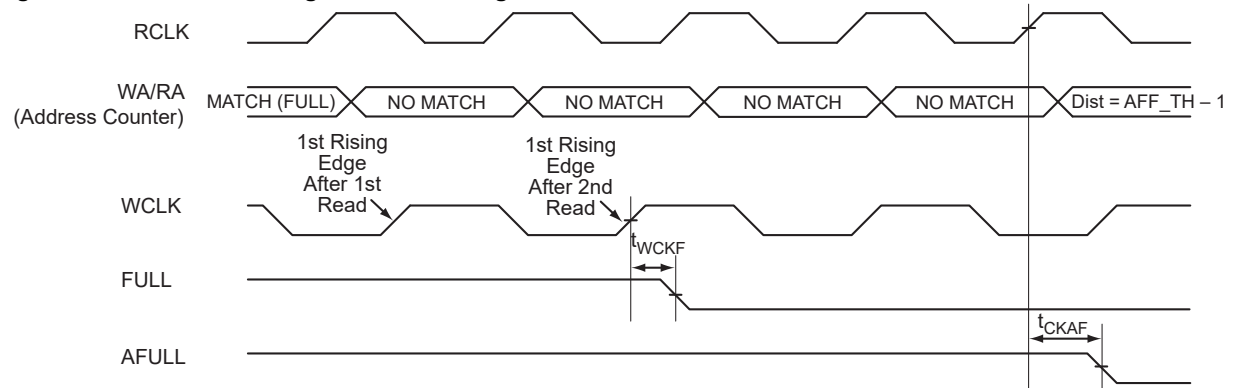 RCLK
WA/RA
(Address Counter)
MATCH (FULL)
NO MATCH
NO MATCH
NO MATCH
NO MATCH
Dist = AFF_TH – 1
1st Rising
Edge
After 1st
Read
1st Rising
Edge
After 2nd
Read
WCLK
tWCKF
FULL
tCKAF
AFULL